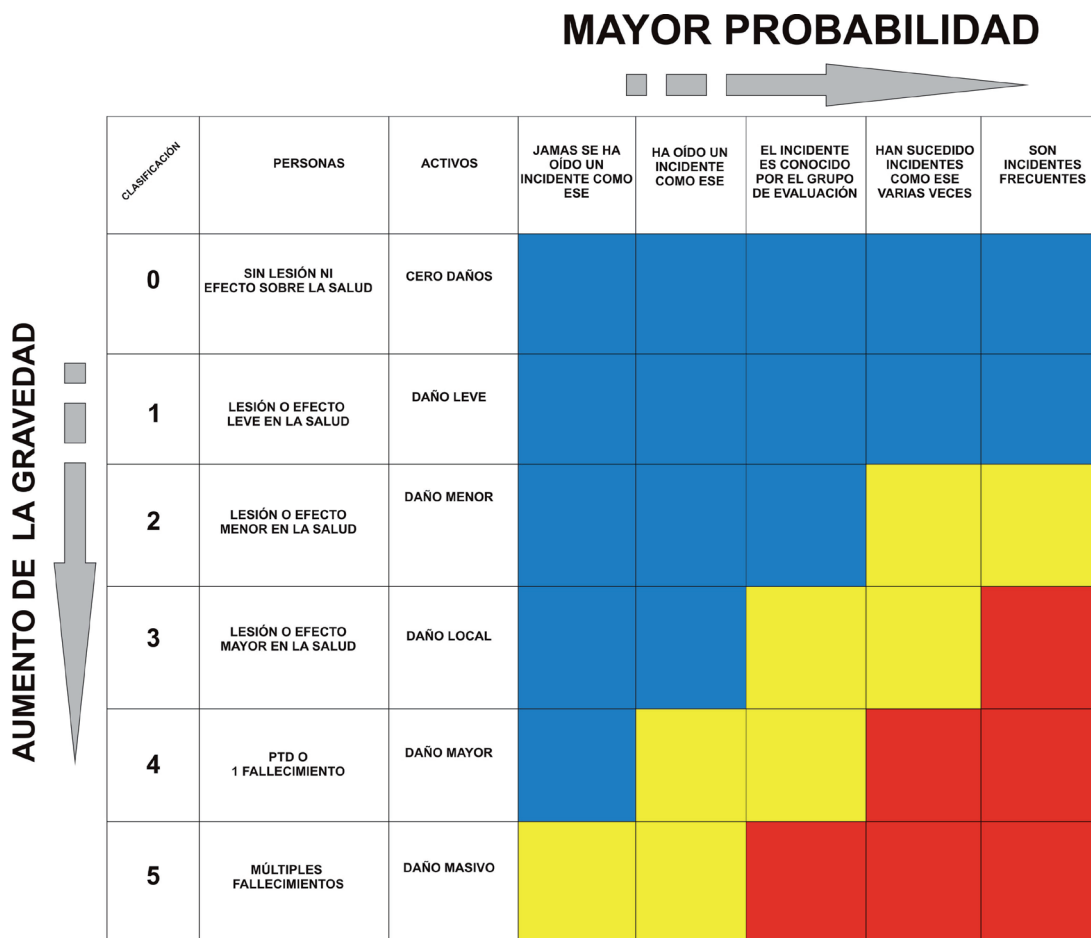 MAYOR PROBABILIDAD
AUMENTO DE LA GRAVEDAD
CLASIFICACIÓN
PERSONAS
ACTIVOS
JAMAS SE HA
OÍDO UN
INCIDENTE COMO
ESE
HA OÍDO UN
INCIDENTE
COMO ESE
EL INCIDENTE
ES CONOCIDO
POR EL GRUPO
DE EVALUACIÓN
HAN SUCEDIDO
INCIDENTES
COMO ESE
VARIAS VECES
SON
INCIDENTES
FRECUENTES
0
SIN LESIÓN NI
EFECTO SOBRE LA SALUD
CERO DAÑOS
1
LESIÓN O EFECTO
LEVE EN LA SALUD
DAÑO LEVE
2
LESIÓN O EFECTO
MENOR EN LA SALUD
DAÑO MENOR
3
LESIÓN O EFECTO
MAYOR EN LA SALUD
DAÑO LOCAL
4
PTD O
1 FALLECIMIENTO
DAÑO MAYOR
5
MÚLTIPLES
FALLECIMIENTOS
DAÑO MASIVO